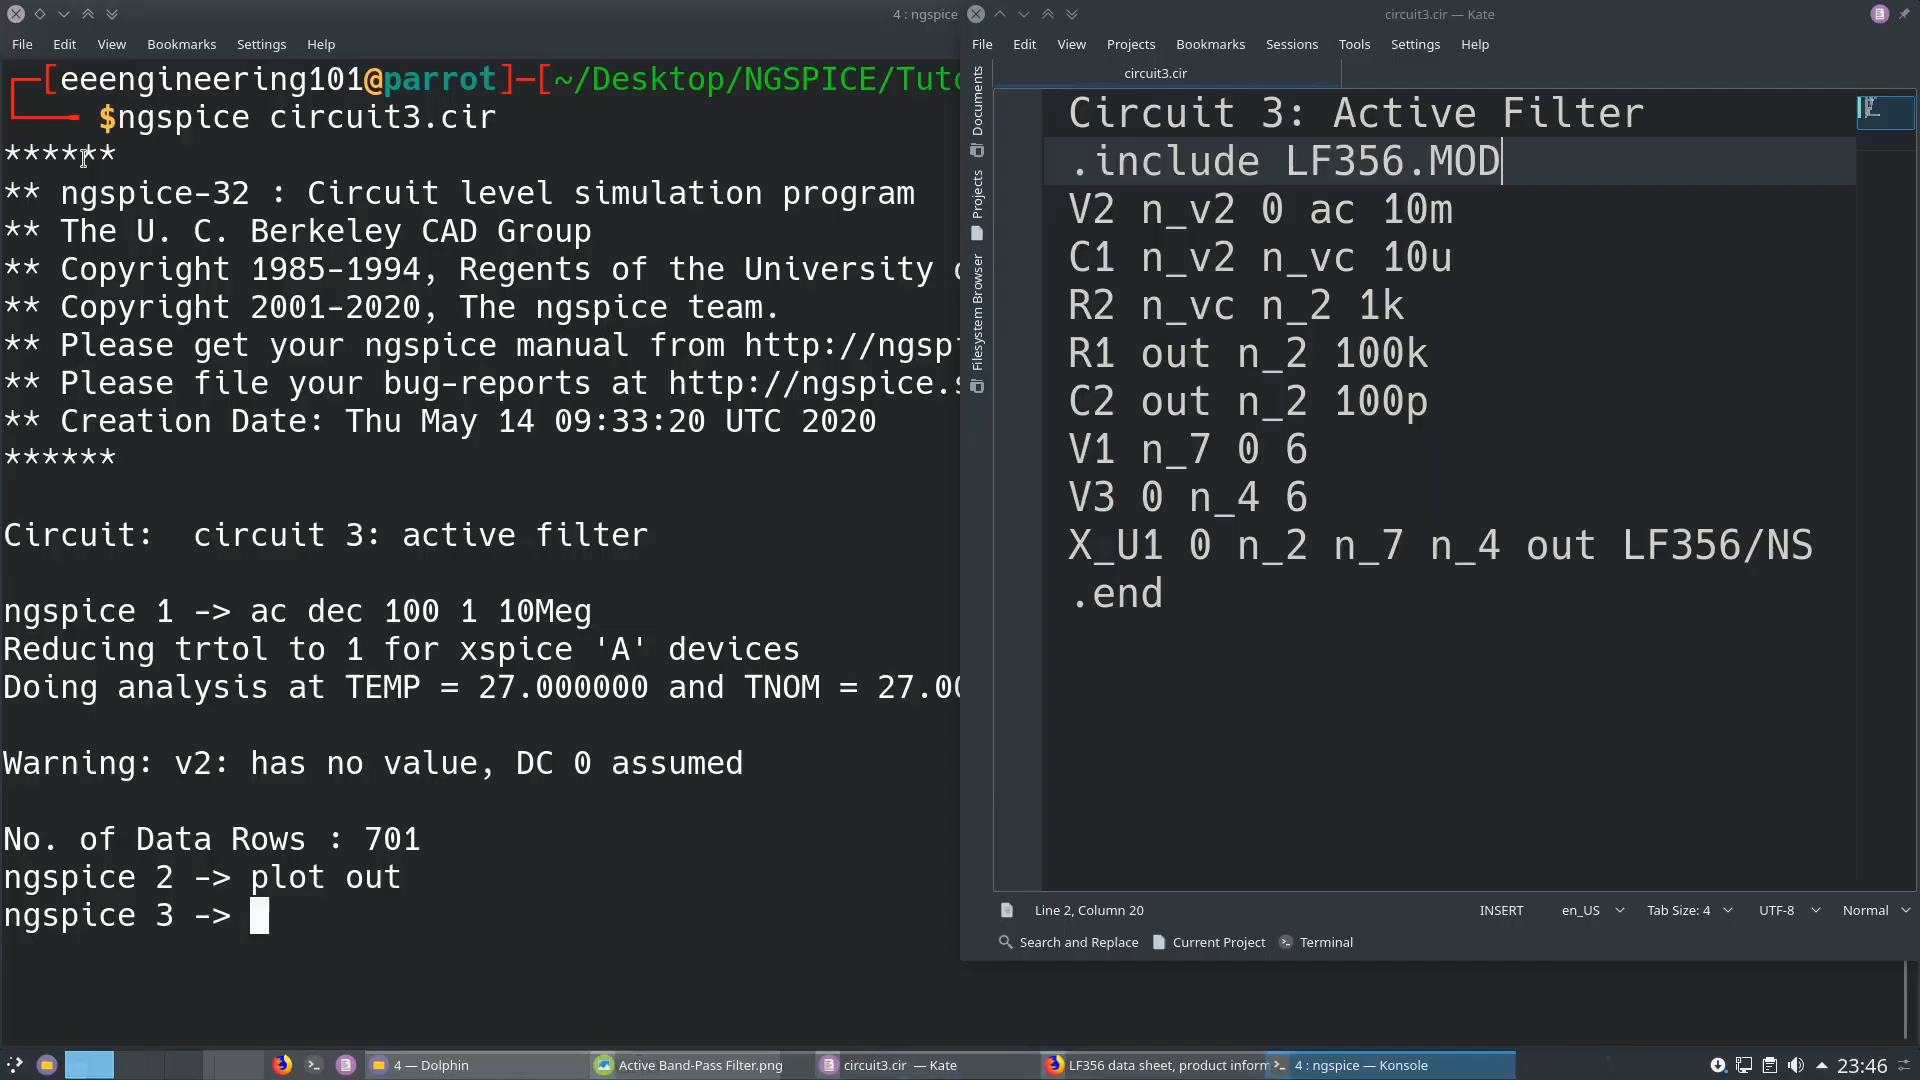 4 : ngspice
File Edit View Bookmarks Settings Help
[eeengineering101@parrot]-[~/Desktop/NGSPICE/Tut
$ngspice circuit3.cir
******
** ngspice-32 : Circuit level simulation program
** The U. C. Berkeley CAD Group
** Copyright 1985-1994, Regents of the University
** Copyright 2001-2020, The ngspice team.
** Please get your ngspice manual from http://ngsp
** Please file your bug-reports at http://ngspice.s
** Creation Date: Thu May 14 09:33:20 UTC 2020
******
Circuit: circuit 3: active filter
ngspice 1 -> ac dec 100 1 10Meg
Reducing trtol to 1 for xspice 'A' devices
Doing analysis at TEMP = 27.000000 and TNOM = 27.00
Warning: v2: has no value, DC 0 assumed
No. of Data Rows : 701
ngspice 2 -> plot out
ngspice 3 ->
circuit3.cir — Kate
File Edit View Projects Bookmarks Sessions Tools Settings Help
circuit3.cir
Documents
Projects
Filesystem Browser
Circuit 3: Active Filter
.include LF356.MOD
V2 n_v2 0 ac 10m
C1 n_v2 n_vc 10u
R2 n_vc n_2 1k
R1 out n_2 100k
C2 out n_2 100p
V1 n_7 0 6
V3 0 n_4 6
X_U1 0 n_2 n_7 n_4 out LF356/NS
.end
Line 2, Column 20 INSERT en_US Tab Size: 4 UTF-8 Normal
Search and Replace Current Project Terminal
4 — Dolphin Active Band-Pass Filter.png circuit3.cir — Kate LF356 data sheet, product inform 4 : ngspice — Konsole 23:46